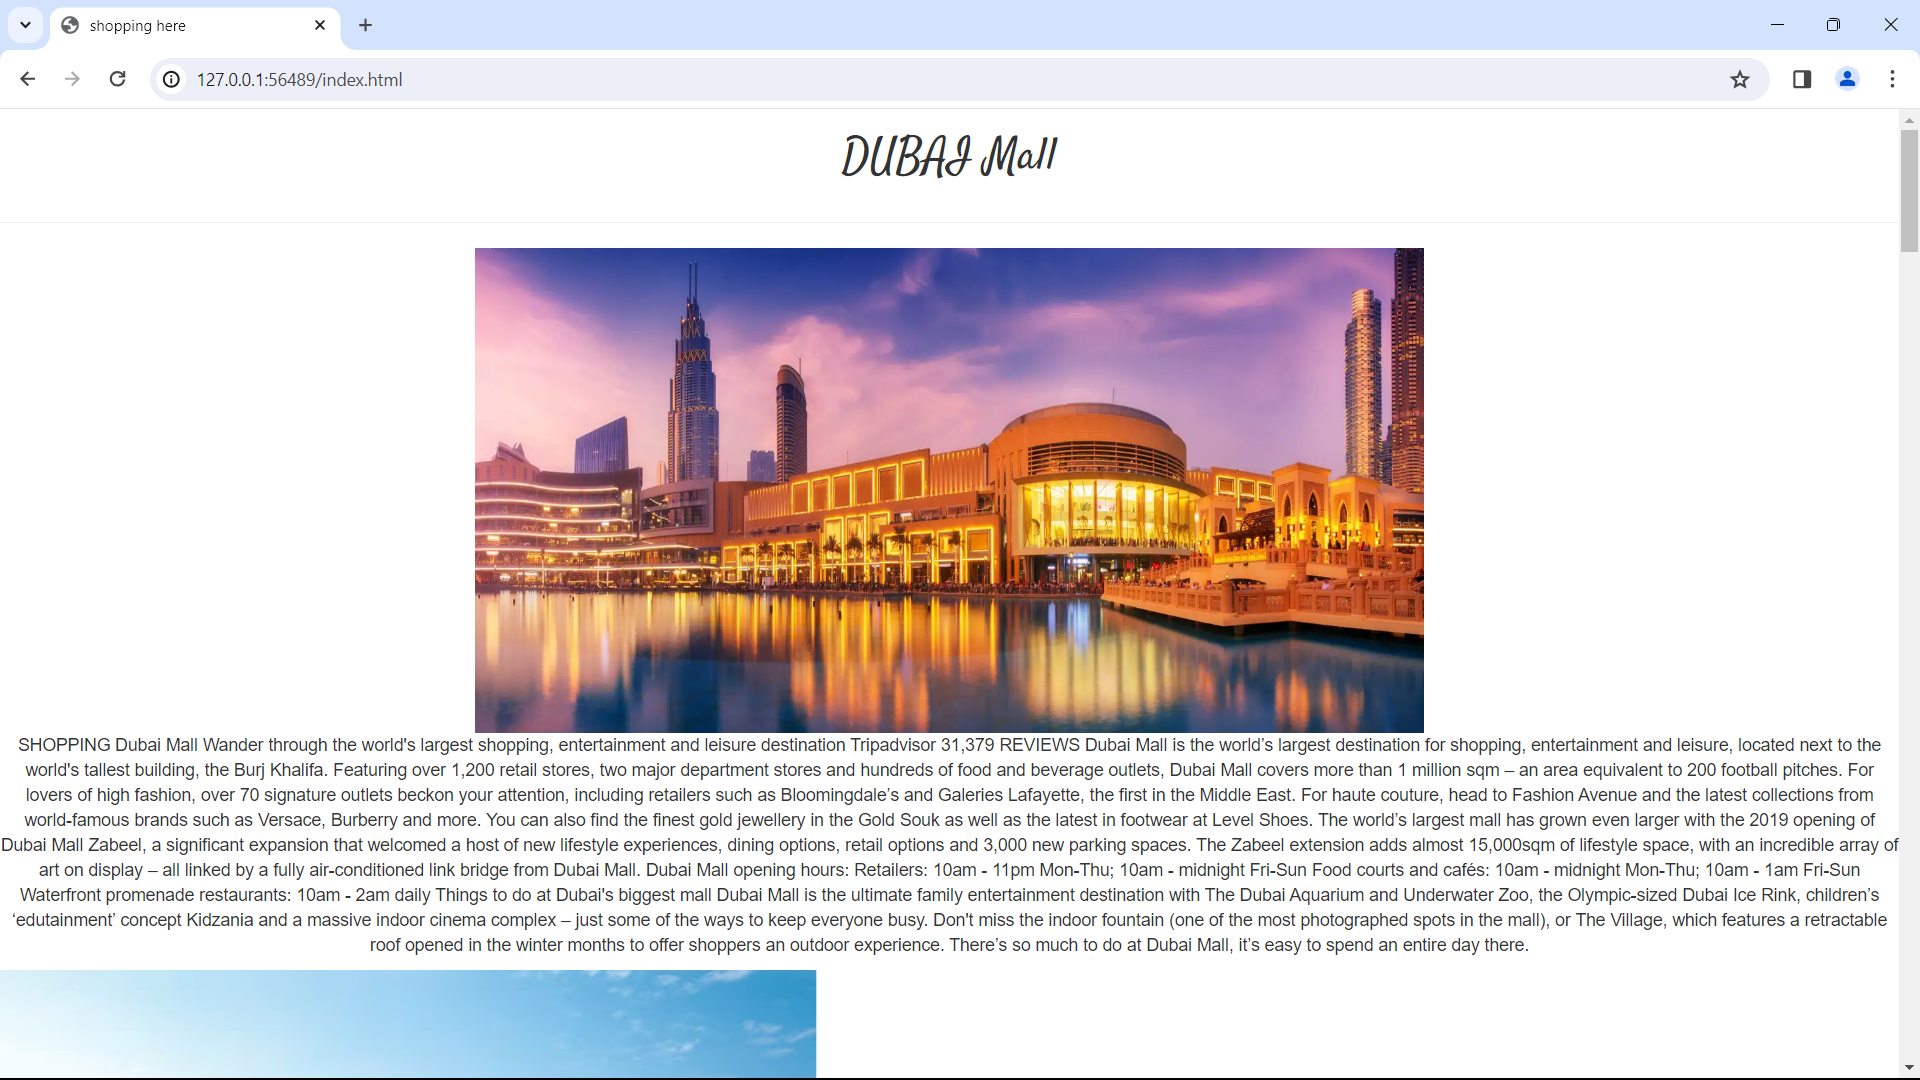 shopping here
127.0.0.1:56489/index.html
DUBAI Mall
SHOPPING Dubai Mall Wander through the world's largest shopping, entertainment and leisure destination Tripadvisor 31,379 REVIEWS Dubai Mall is the world’s largest destination for shopping, entertainment and leisure, located next to the
world's tallest building, the Burj Khalifa. Featuring over 1,200 retail stores, two major department stores and hundreds of food and beverage outlets, Dubai Mall covers more than 1 million sqm – an area equivalent to 200 football pitches. For
lovers of high fashion, over 70 signature outlets beckon your attention, including retailers such as Bloomingdale’s and Galeries Lafayette, the first in the Middle East. For haute couture, head to Fashion Avenue and the latest collections from
world-famous brands such as Versace, Burberry and more. You can also find the finest gold jewellery in the Gold Souk as well as the latest in footwear at Level Shoes. The world’s largest mall has grown even larger with the 2019 opening of
Dubai Mall Zabeel, a significant expansion that welcomed a host of new lifestyle experiences, dining options, retail options and 3,000 new parking spaces. The Zabeel extension adds almost 15,000sqm of lifestyle space, with an incredible array of
art on display – all linked by a fully air-conditioned link bridge from Dubai Mall. Dubai Mall opening hours: Retailers: 10am - 11pm Mon-Thu; 10am - midnight Fri-Sun Food courts and cafés: 10am - midnight Mon-Thu; 10am - 1am Fri-Sun
Waterfront promenade restaurants: 10am - 2am daily Things to do at Dubai's biggest mall Dubai Mall is the ultimate family entertainment destination with The Dubai Aquarium and Underwater Zoo, the Olympic-sized Dubai Ice Rink, children’s
‘edutainment’ concept Kidzania and a massive indoor cinema complex – just some of the ways to keep everyone busy. Don't miss the indoor fountain (one of the most photographed spots in the mall), or The Village, which features a retractable
roof opened in the winter months to offer shoppers an outdoor experience. There’s so much to do at Dubai Mall, it’s easy to spend an entire day there.